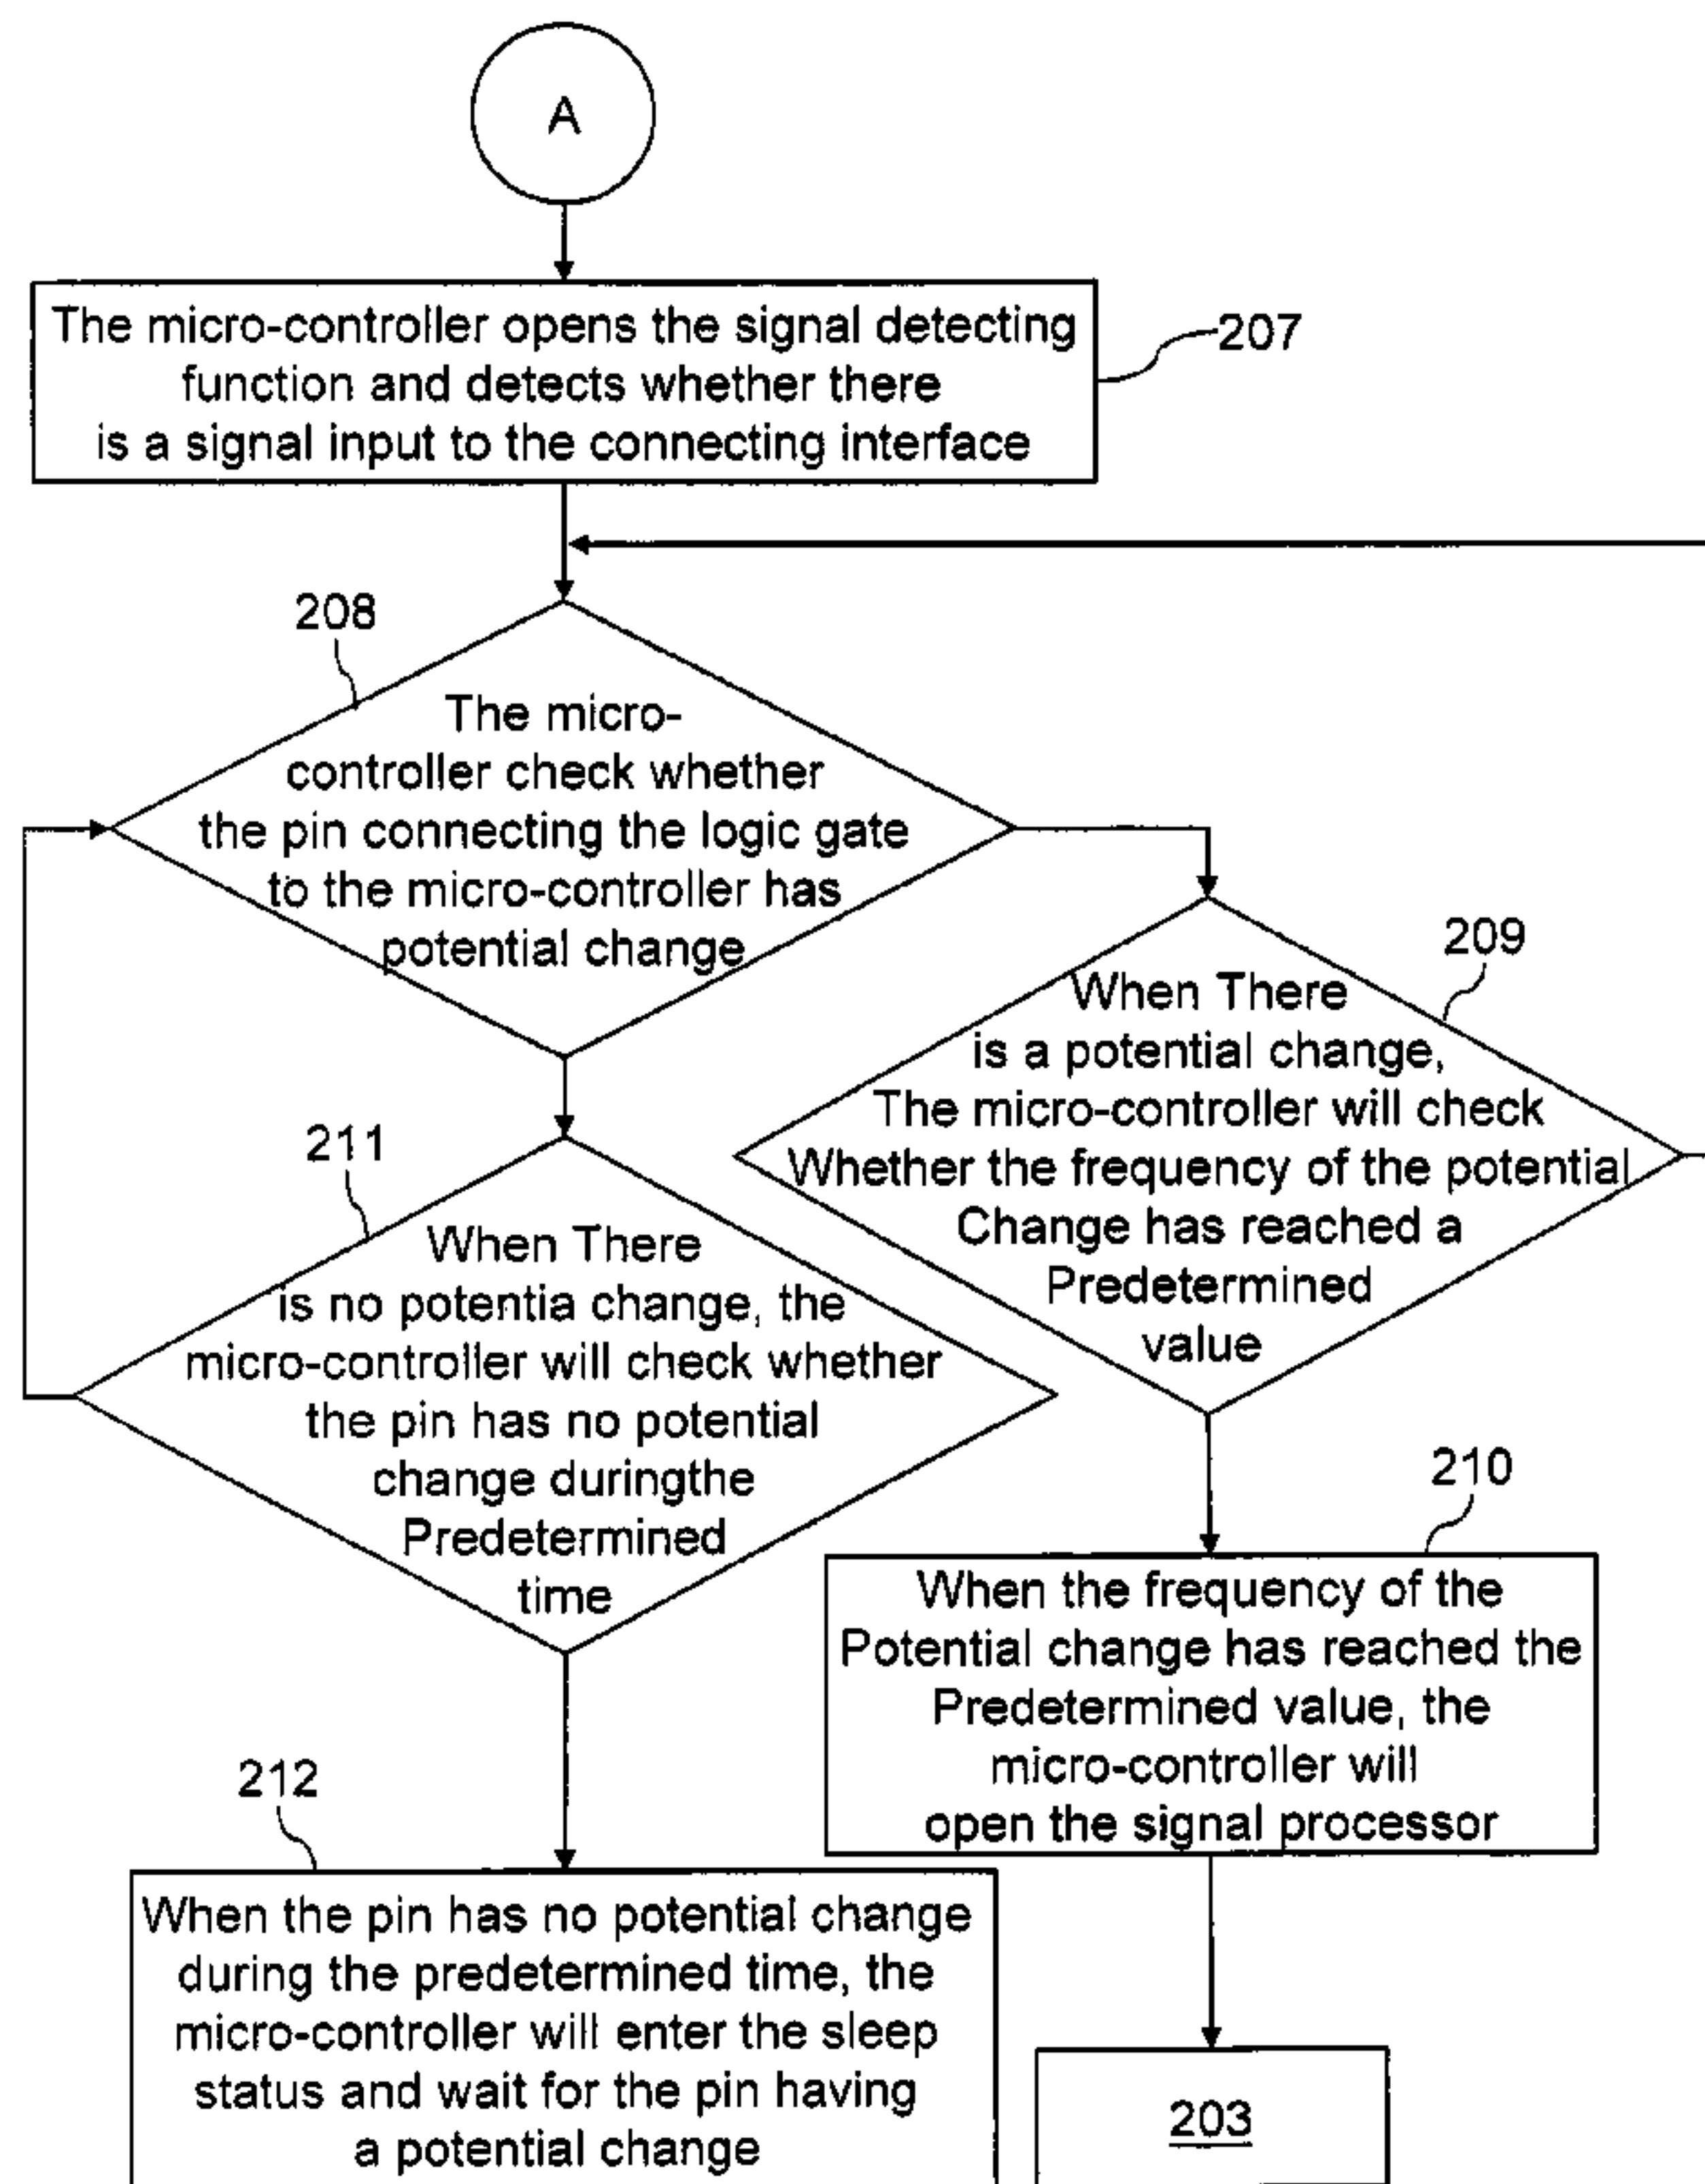 A
The micro-controller opens the signal detecting
function and detects whether there
is a signal input to the connecting interface
207
208
The micro-
controller check whether
the pin connecting the logic gate
to the micro-controller has
potential change
209
When There
is a potential change,
The micro-controller will check
Whether the frequency of the potential
Change has reached a
Predetermined
value
211
When There
is no potentia change, the
micro-controller will check whether
the pin has no potential
change duringthe
Predetermined
time
210
When the frequency of the
Potential change has reached the
Predetermined value, the
micro-controller will
open the signal processor
212
When the pin has no potential change
during the predetermined time, the
micro-controller will enter the sleep
status and wait for the pin having
a potential change
203